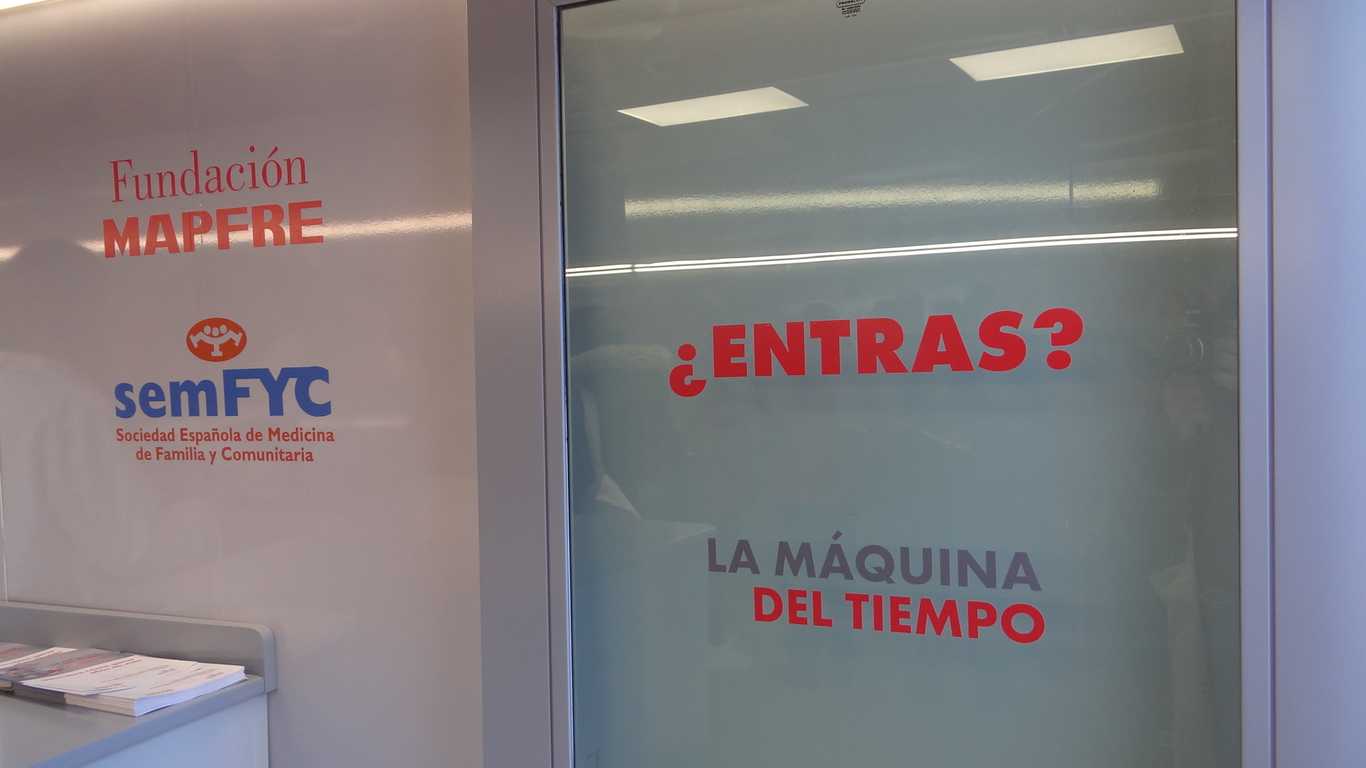 Fundación
MAPFRE
semFYC
Sociedad Española de Medicina
de Familia y Comunitaria
¿ENTRAS?
LA MÁQUINA
DEL TIEMPO